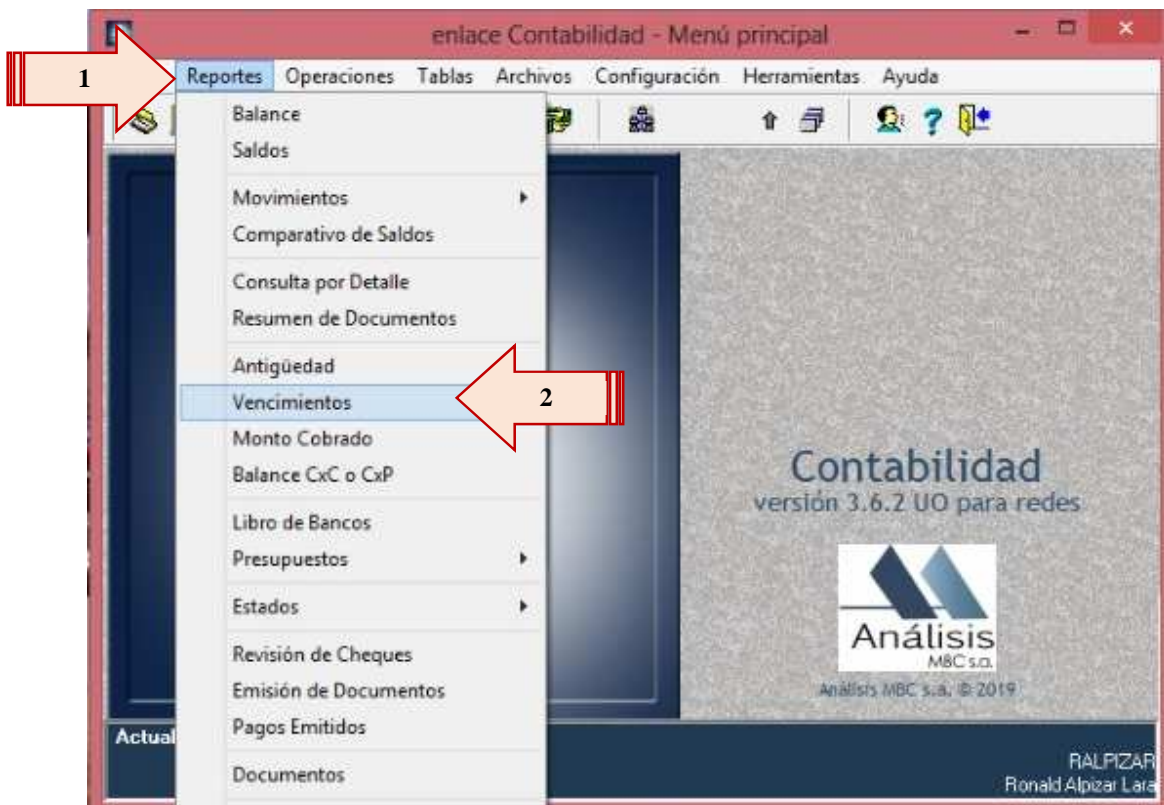 enlace Contabilidad - Menú principal
1
Reportes Operaciones Tablas Archivos Configuración Herramientas Ayuda
Balance
Saldos
Movimientos
Comparativo de Saldos
Consulta por Detalle
Resumen de Documentos
Antigüedad
Vencimientos
2
Monto Cobrado
Balance CxC o CxP
Libro de Bancos
Presupuestos
Estados
Revisión de Cheques
Emisión de Documentos
Pagos Emitidos
Documentos
Contabilidad
versión 3.6.2 UO para redes
Análisis
MBC s.a.
Análisis MBC s.a. © 2019
Actual
RALPIZAR
Ronald Alpizar Lara